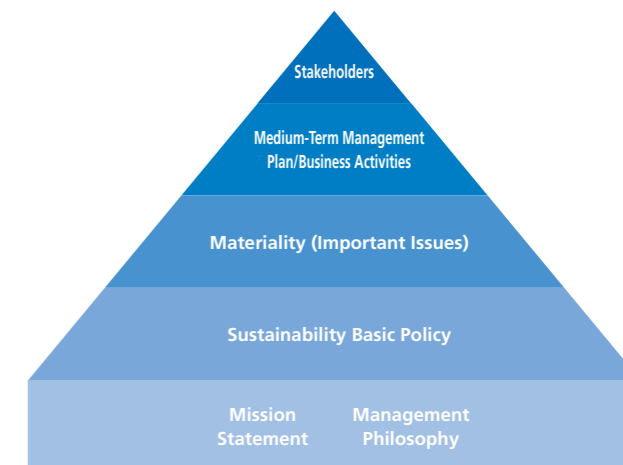 Stakeholders
Medium-Term Management
Plan/Business Activities
Materiality (Important Issues)
Sustainability Basic Policy
Mission
Statement
Management
Philosophy